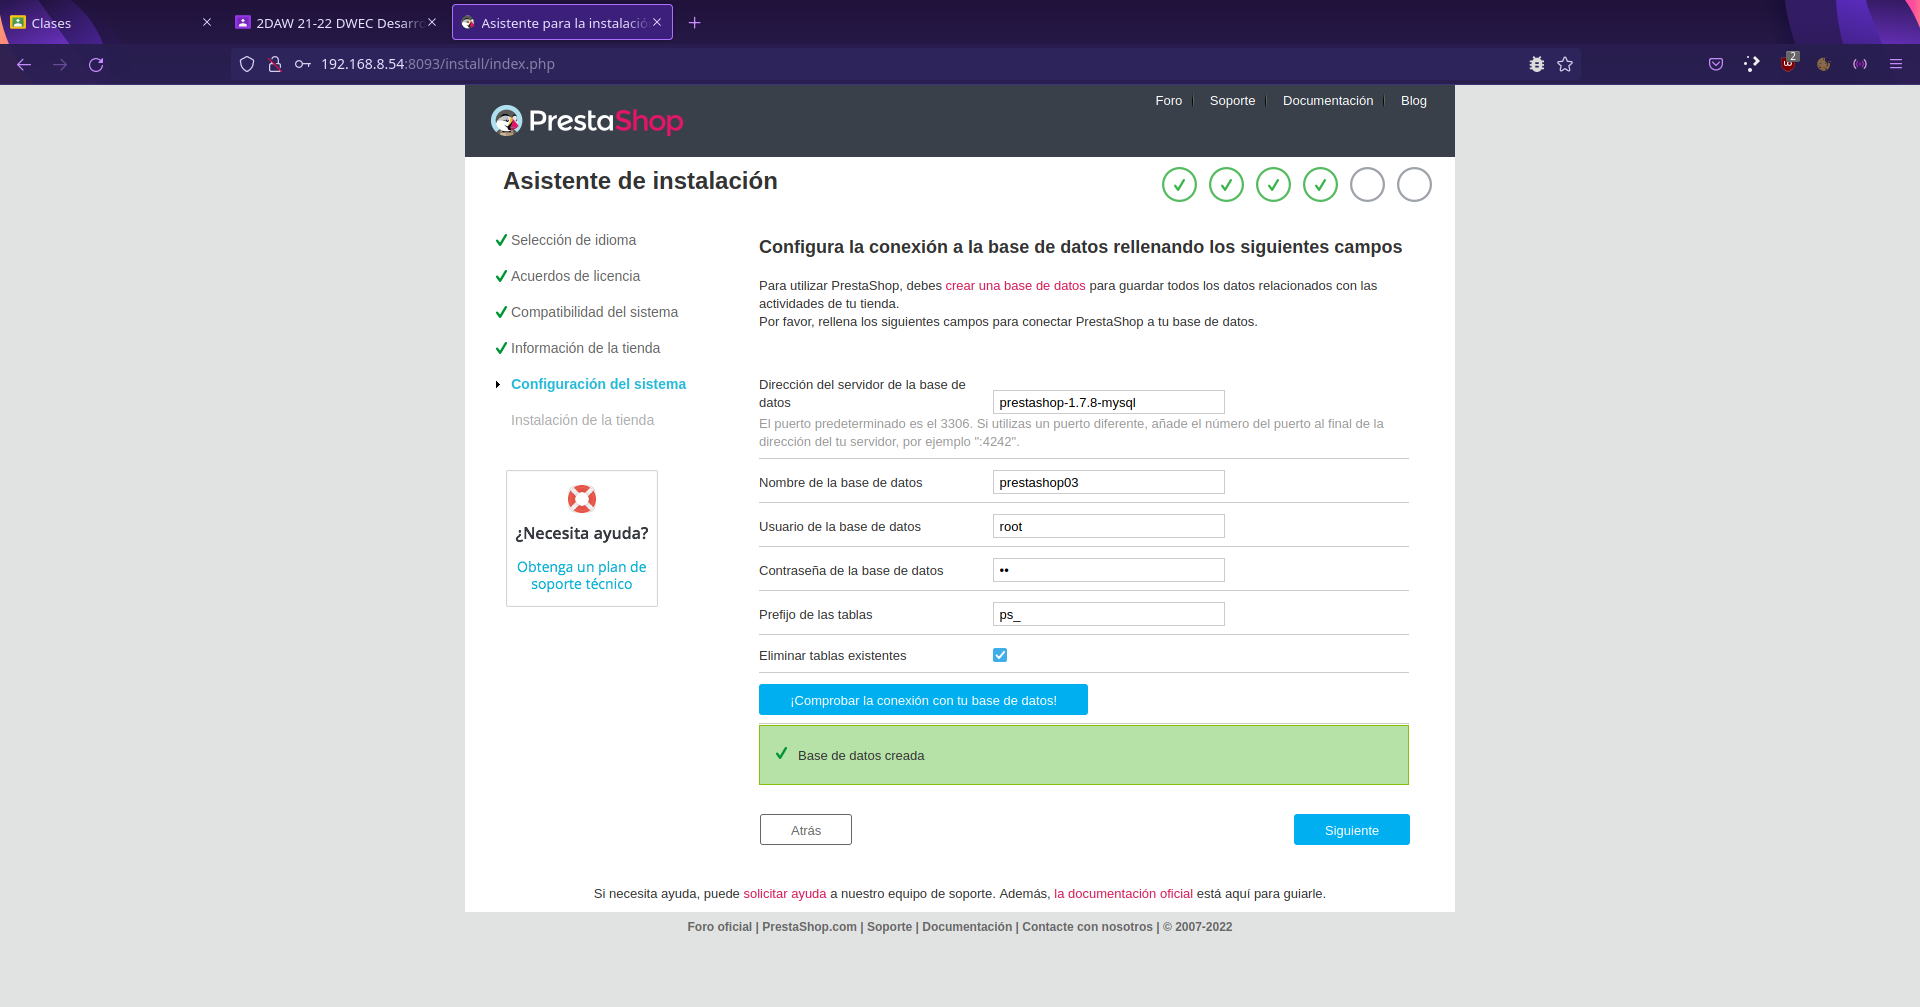 Clases
2DAW 21-22 DWEC Desarro
Asistente para la instalació
192.168.8.54:8093/install/index.php
2
PrestaShop
Foro
Soporte
Documentación
Blog
Asistente de instalación
Selección de idioma
Acuerdos de licencia
Compatibilidad del sistema
Información de la tienda
Configuración del sistema
Instalación de la tienda
¿Necesita ayuda?
Obtenga un plan de
soporte técnico
Configura la conexión a la base de datos rellenando los siguientes campos
Para utilizar PrestaShop, debes crear una base de datos para guardar todos los datos relacionados con las
actividades de tu tienda.
Por favor, rellena los siguientes campos para conectar PrestaShop a tu base de datos.
Dirección del servidor de la base de
datos
prestashop-1.7.8-mysql
El puerto predeterminado es el 3306. Si utilizas un puerto diferente, añade el número del puerto al final de la
dirección del tu servidor, por ejemplo ":4242".
Nombre de la base de datos
prestashop03
Usuario de la base de datos
root
Contraseña de la base de datos
••
Prefijo de las tablas
ps_
Eliminar tablas existentes
¡Comprobar la conexión con tu base de datos!
Base de datos creada
Atrás
Siguiente
Si necesita ayuda, puede solicitar ayuda a nuestro equipo de soporte. Además, la documentación oficial está aquí para guiarle.
Foro oficial | PrestaShop.com | Soporte | Documentación | Contacte con nosotros | © 2007-2022